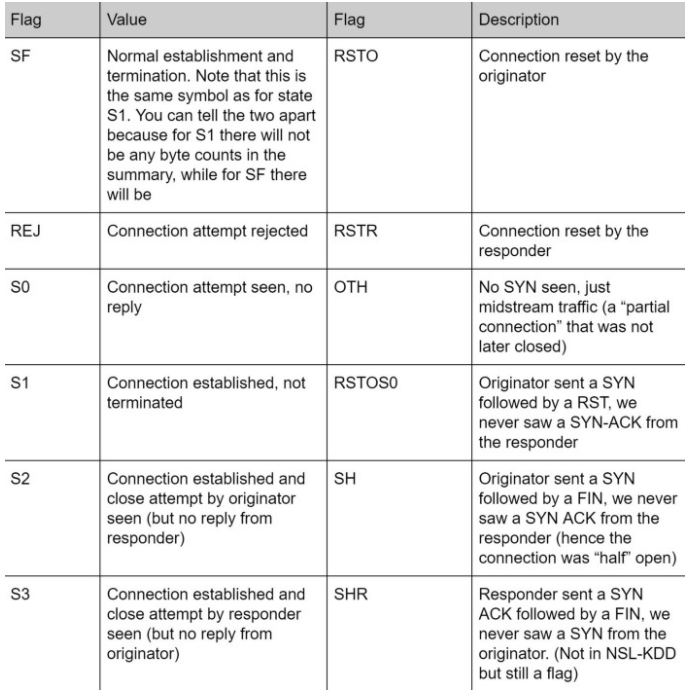 Flag Value Flag Description
SF
Normal establishment and
termination. Note that this is
the same symbol as for state
S1. You can tell the two apart
because for S1 there will not
be any byte counts in the
summary, while for SF there
will be
RSTO
Connection reset by the
originator
REJ
Connection attempt rejected
RSTR
Connection reset by the
responder
S0
Connection attempt seen, no
reply
OTH
No SYN seen, just
midstream traffic (a “partial
connection” that was not
later closed)
S1
Connection established, not
terminated
RSTOS0
Originator sent a SYN
followed by a RST, we
never saw a SYN-ACK from
the responder
S2
Connection established and
close attempt by originator
seen (but no reply from
responder)
SH
Originator sent a SYN
followed by a FIN, we never
saw a SYN ACK from the
responder (hence the
connection was “half” open)
S3
Connection established and
close attempt by responder
seen (but no reply from
originator)
SHR
Responder sent a SYN
ACK followed by a FIN, we
never saw a SYN from the
originator. (Not in NSL-KDD
but still a flag)